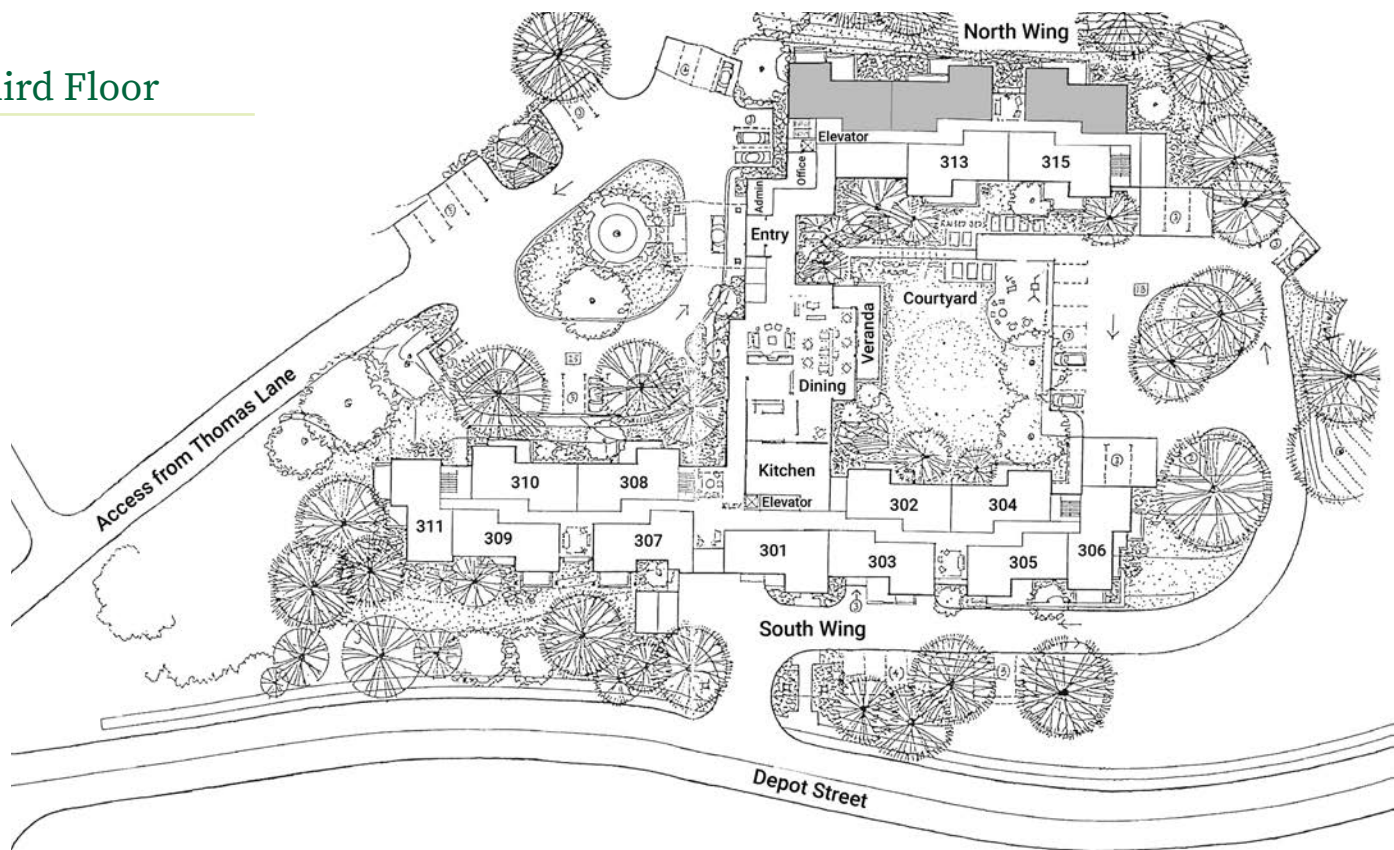 ird Floor
North Wing
Elevator
313
315
Office
Admin
Entry
Courtyard
Veranda
Dining
Access from Thomas Lane
Kitchen
Elevator
310
308
302
304
311
309
307
301
303
305
306
South Wing
Depot Street